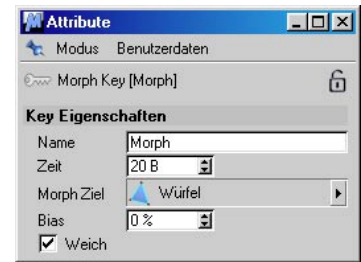 Attribute
Modus Benutzerdaten
Morph Key [Morph]
Key Eigenschaften
Name Morph
Zeit 20 B
Morph Ziel Würfel
Bias 0 %
Weich